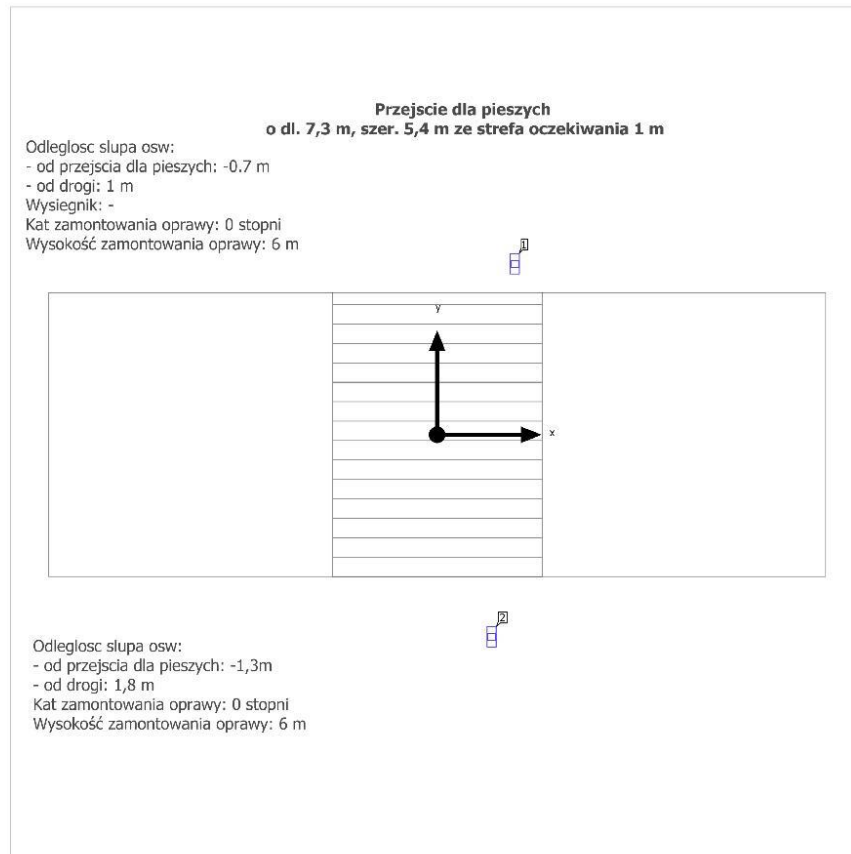 Przejscie dla pieszych
o dl. 7,3 m, szer. 5,4 m ze strefa oczekiwania 1 m
Odleglosc slupa osw:
- od przejscia dla pieszych: -0.7 m
- od drogi: 1 m
Wysiegnik: -
Kat zamontowania oprawy: 0 stopni
Wysokość zamontowania oprawy: 6 m
1
y
x
2
Odleglosc slupa osw:
- od przejscia dla pieszych: -1,3m
- od drogi: 1,8 m
Kat zamontowania oprawy: 0 stopni
Wysokość zamontowania oprawy: 6 m